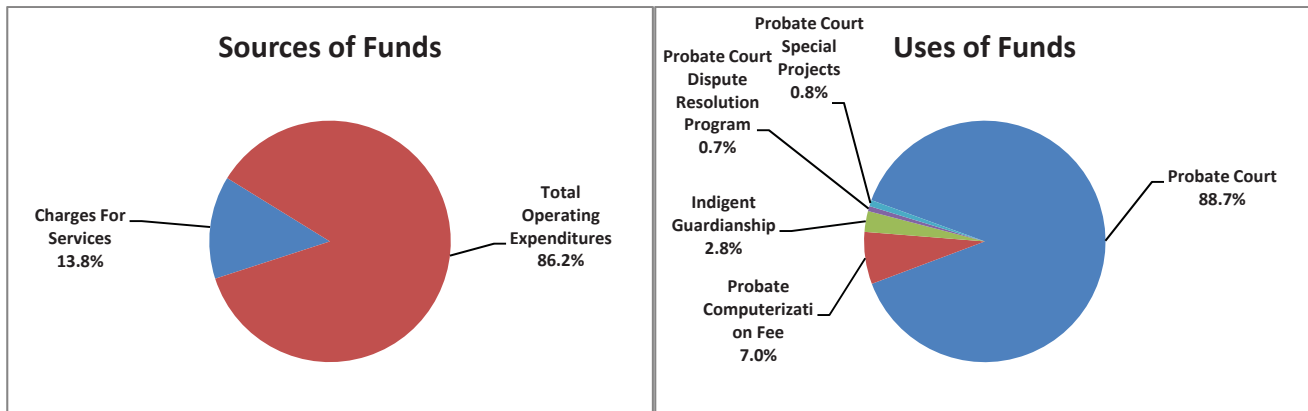 Sources of Funds
Charges For
Services
13.8%
Total
Operating
Expenditures
86.2%
Uses of Funds
Probate Court
Special
Projects
0.8%
Probate Court
Dispute
Resolution
Program
0.7%
Indigent
Guardianship
2.8%
Probate
Computerizati
on Fee
7.0%
Probate Court
88.7%